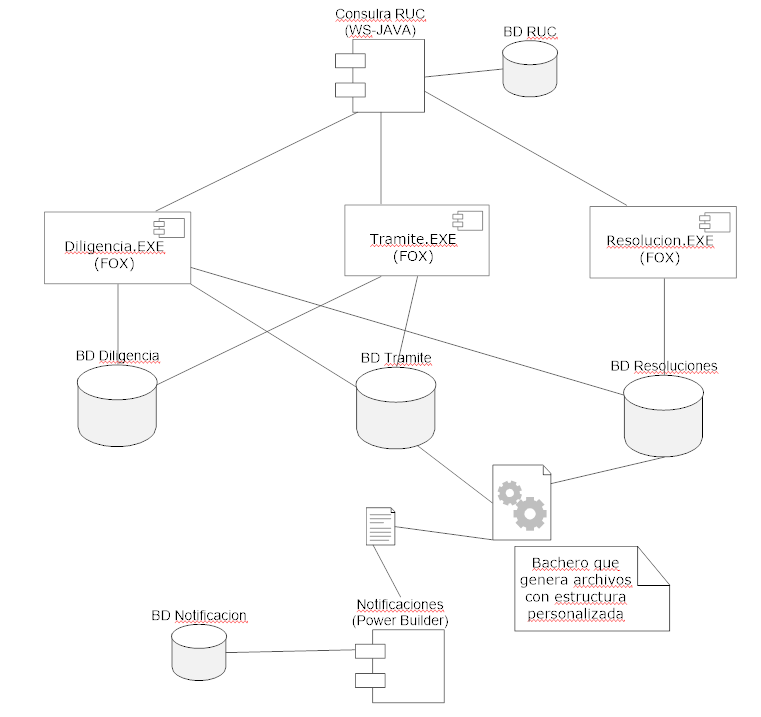 Consulra RUC
(WS-JAVA)
BD RUC
Diligencia.EXE
(FOX)
Tramite.EXE
(FOX)
Resolucion.EXE
(FOX)
BD Diligencia
BD Tramite
BD Resoluciones
Bachero que
genera archivos
con estructura
personalizada
Notificaciones
(Power Builder)
BD Notificacion